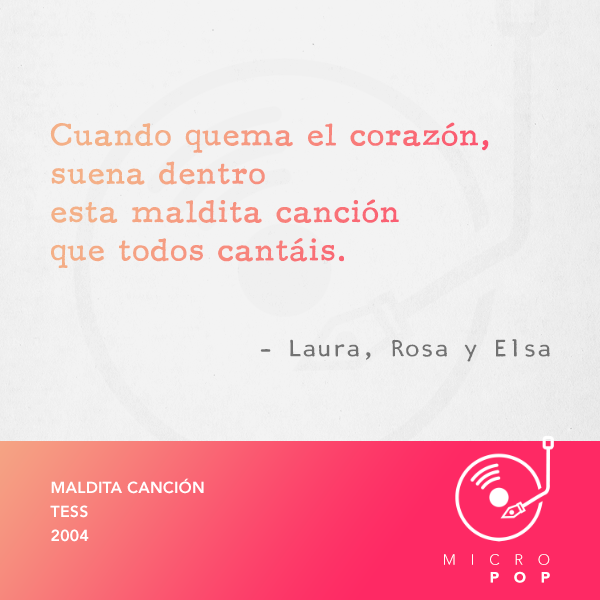 Cuando quema el corazón,
suena dentro
esta maldita canción
que todos cantáis.
- Laura, Rosa y Elsa
MALDITA CANCIÓN
TESS
2004
MICRO
POP